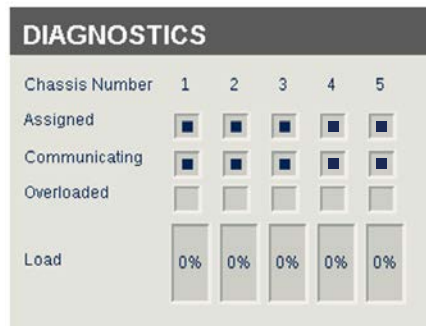 DIAGNOSTICS
Chassis Number 1 2 3 4 5
Assigned
Communicating
Overloaded
Load 0% 0% 0% 0% 0%